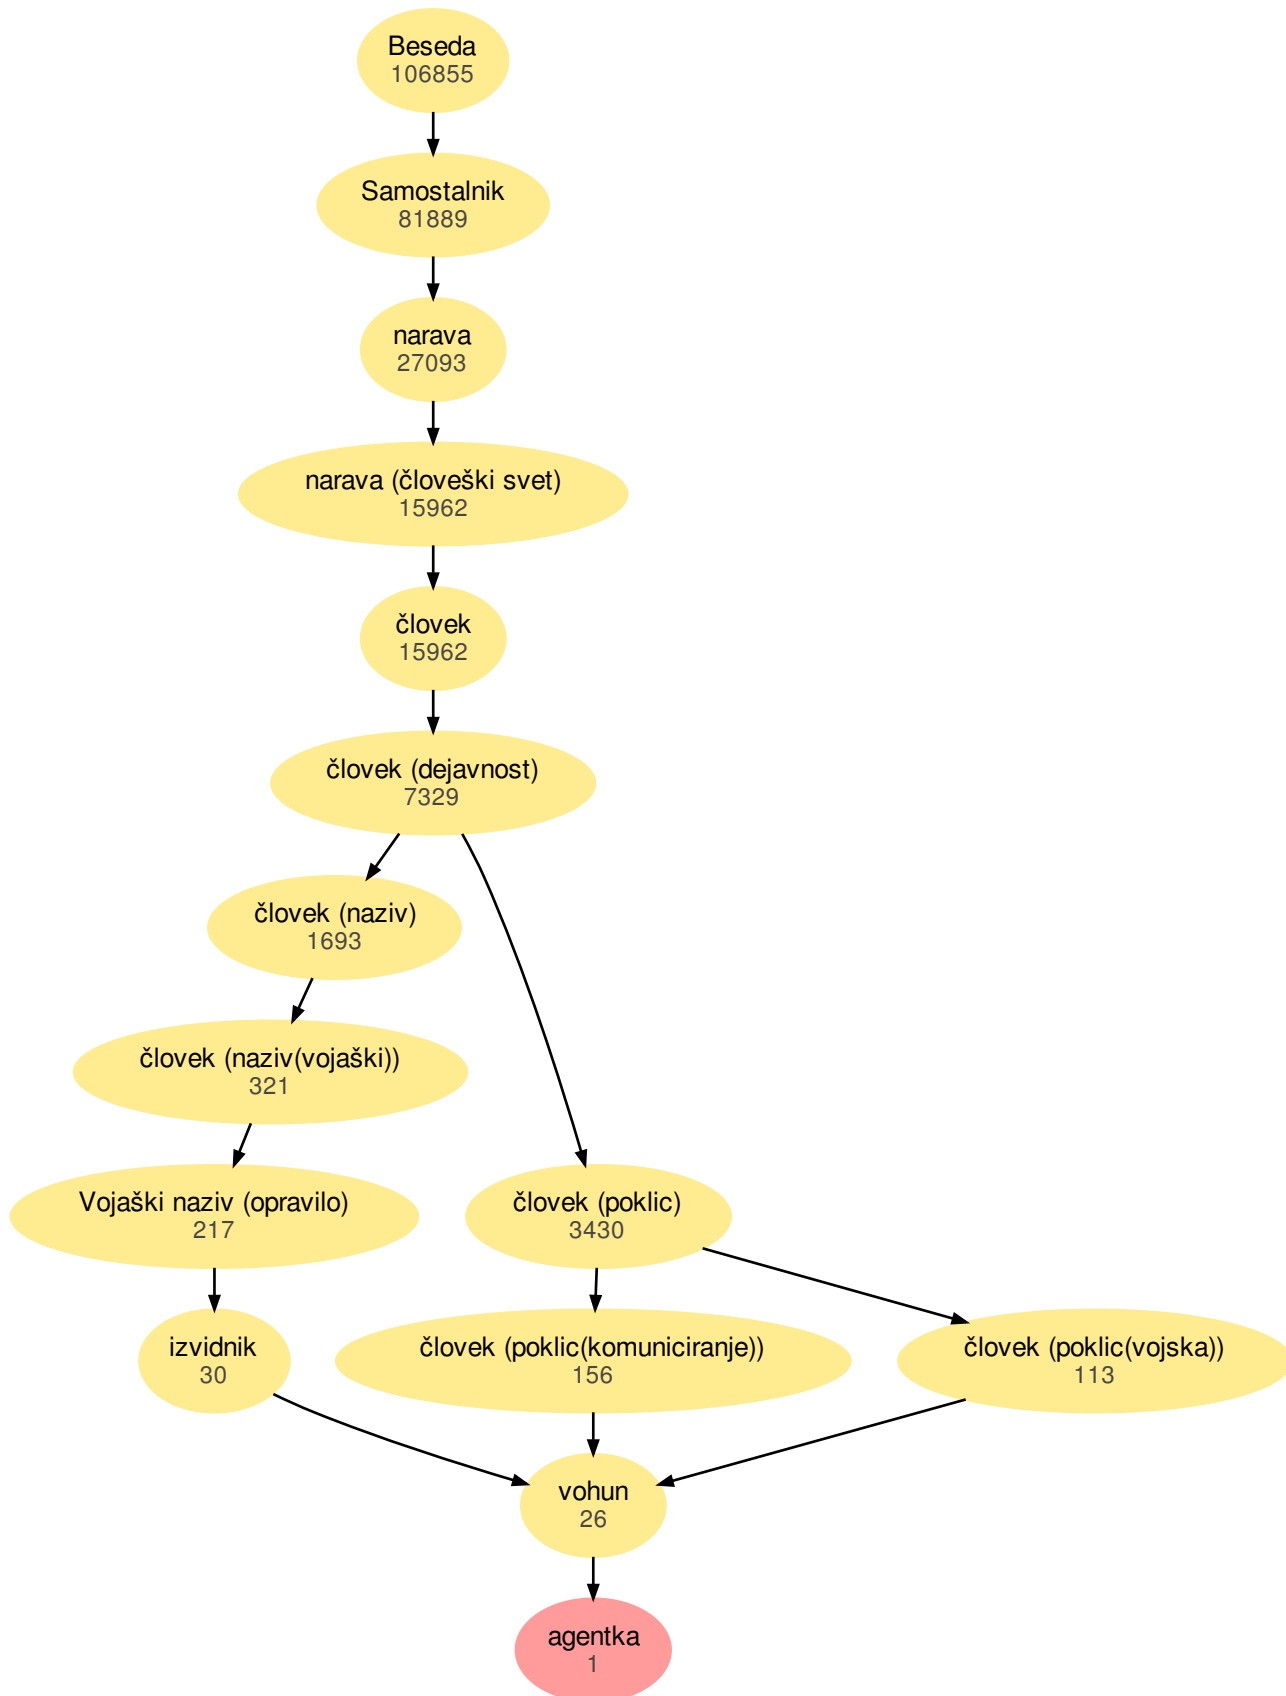 Beseda
106855
Samostalnik
81889
narava
27093
narava (človeški svet)
15962
človek
15962
človek (dejavnost)
7329
človek (naziv)
1693
človek (naziv(vojaški))
321
Vojaški naziv (opravilo)
217
človek (poklic)
3430
izvidnik
30
človek (poklic(komuniciranje))
156
človek (poklic(vojska))
113
vohun
26
agentka
1